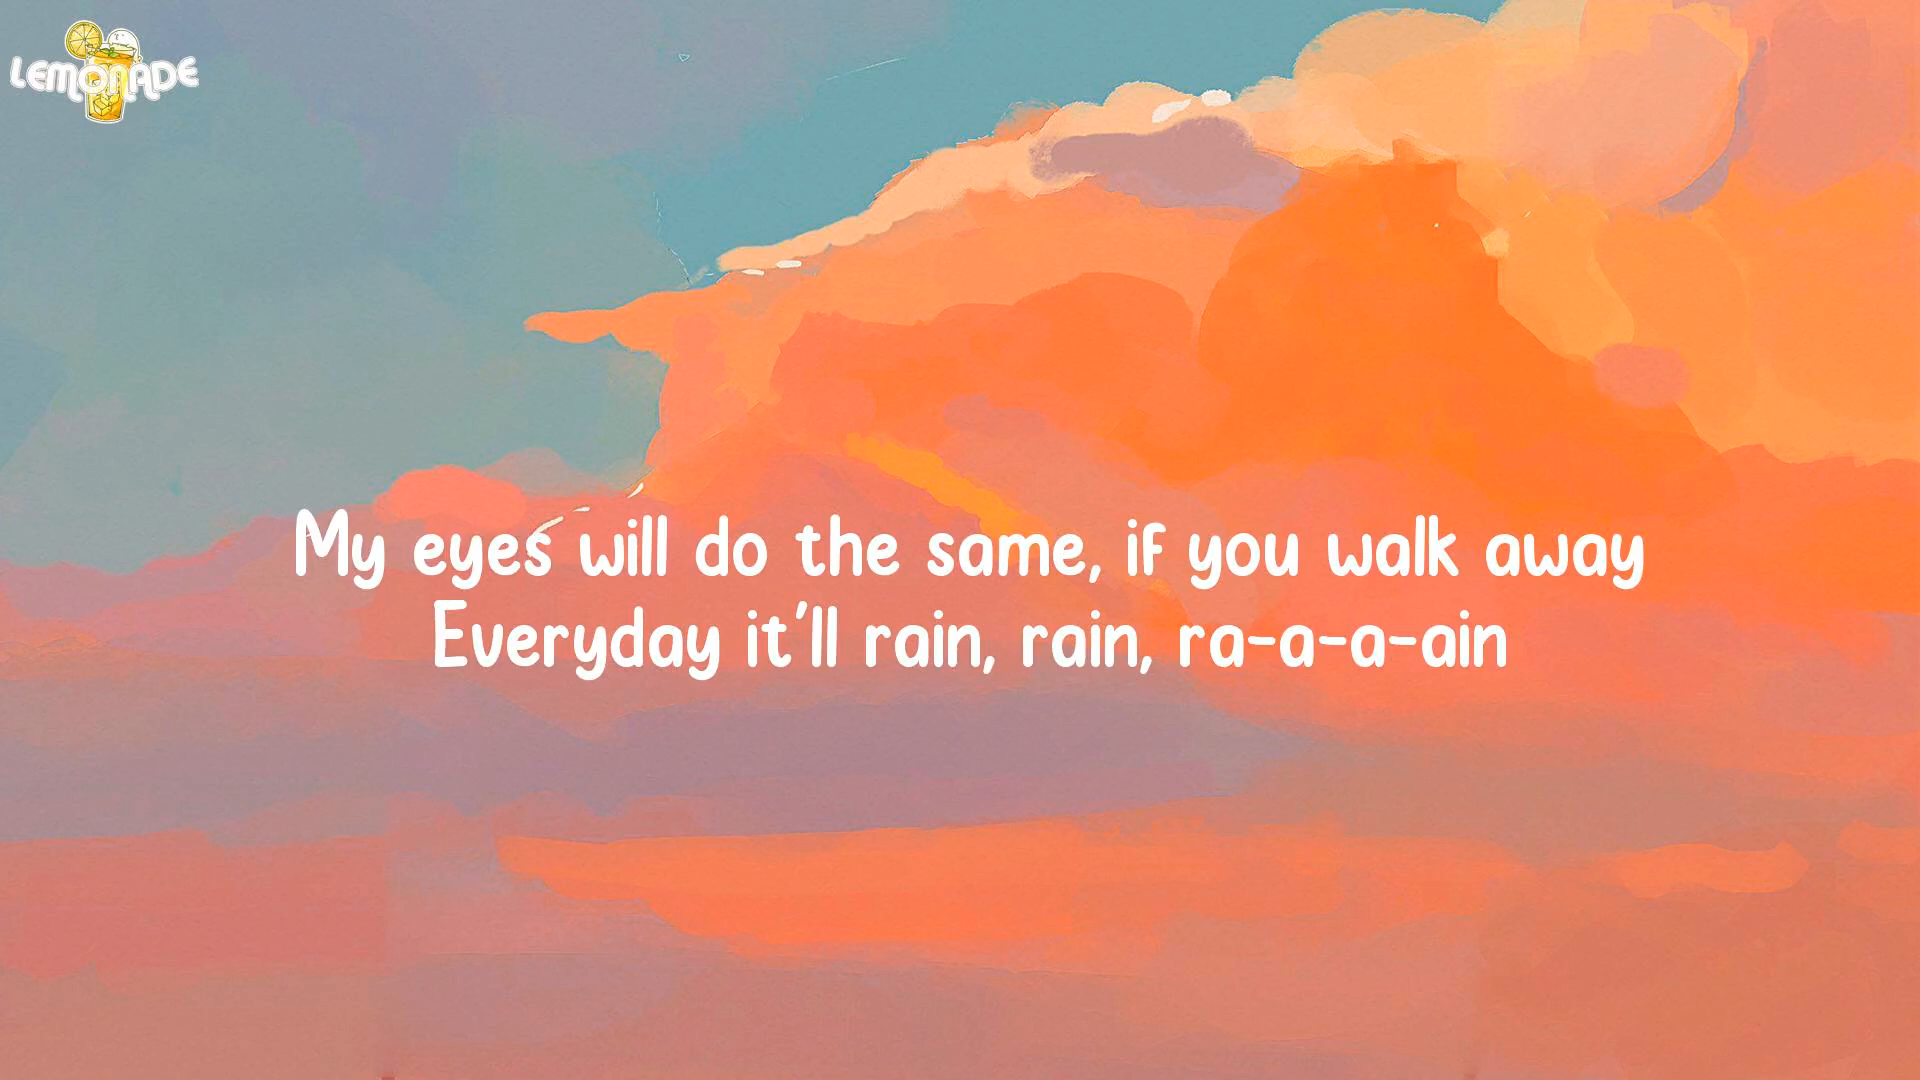 LEMONADE
My eyes will do the same, if you walk away
Everyday it'll rain, rain, ra-a-a-ain